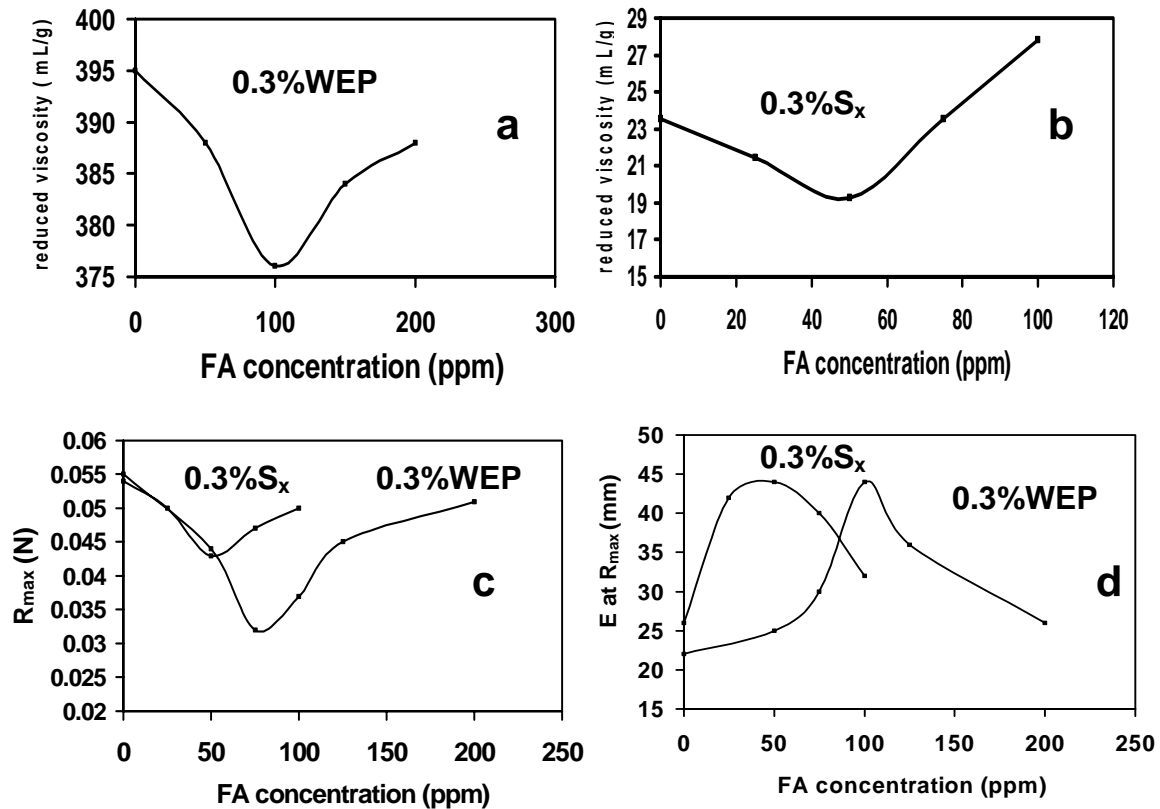 400
395
390
385
380
375
reduced viscosity ( mL/g)
0.3%WEP
a
0 100 200 300
FA concentration (ppm)
29
27
25
23
21
19
17
15
reduced viscosity (mL/g)
0.3%Sx
b
0 20 40 60 80 100 120
FA concentration (ppm)
0.06
0.055
0.05
0.045
0.04
0.035
0.03
0.025
0.02
Rmax (N)
0.3%Sx
0.3%WEP
c
0 50 100 150 200 250
FA concentration (ppm)
50
45
40
35
30
25
20
15
E at Rmax (mm)
0.3%Sx
0.3%WEP
d
0 50 100 150 200 250
FA concentration (ppm)